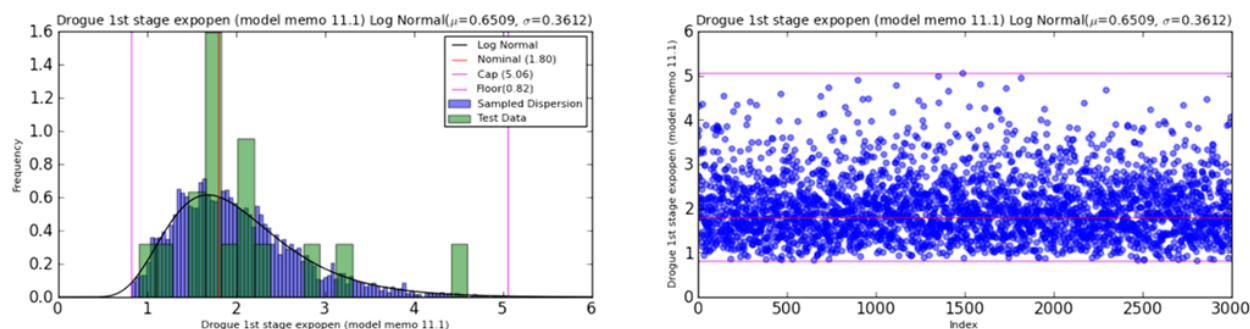 Drogue 1st stage expopen (model memo 11.1) Log Normal(μ=0.6509, σ=0.3612)
1.6
1.4
1.2
1.0
0.8
0.6
0.4
0.2
0.0
Frequency
Log Normal
Nominal (1.80)
Cap (5.06)
Floor(0.82)
Sampled Dispersion
Test Data
0 1 2 3 4 5 6
Drogue 1st stage expopen (model memo 11.1)
Drogue 1st stage expopen (model memo 11.1) Log Normal(μ=0.6509, σ=0.3612)
6
5
4
3
2
1
0
Drogue 1st stage expopen (model memo 11.1)
0 500 1000 1500 2000 2500 3000
Index